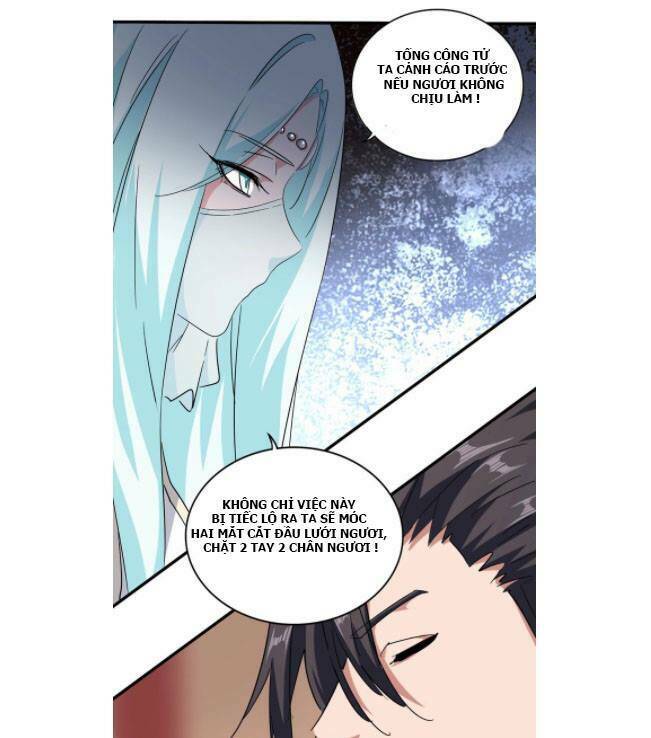 TỐNG CÔNG TỬ
TA CẢNH CÁO TRƯỚC
NẾU NGƯƠI KHÔNG
CHỊU LÀM !
KHÔNG CHỈ VIỆC NÀY
BỊ TIẾC LỘ RA TA SẼ MÓC
HAI MẮT CẮT ĐẦU LƯỠI NGƯƠI,
CHẶT 2 TAY 2 CHÂN NGƯƠI !